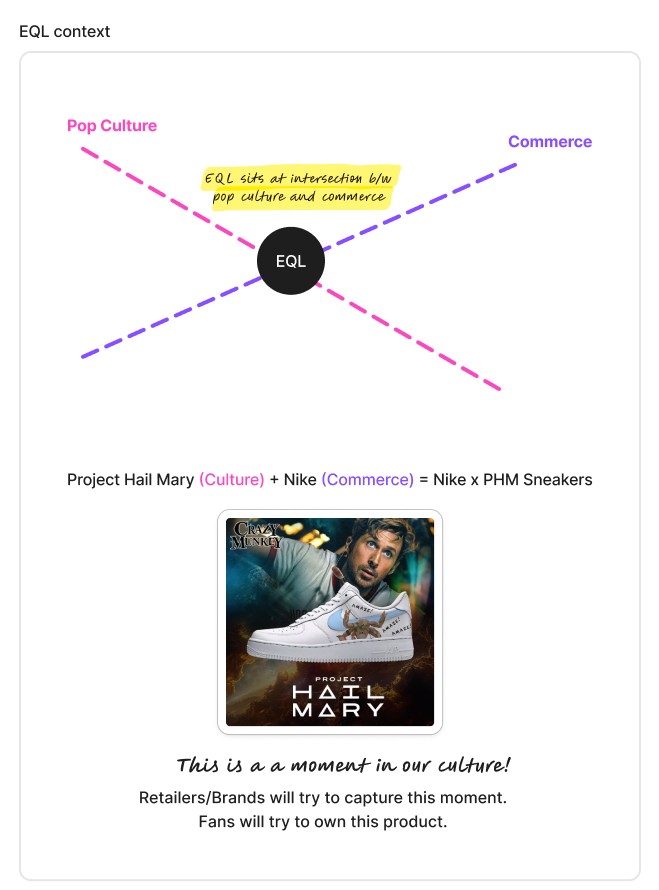 EQL context
Pop Culture
Commerce
EQL sits at intersection b/w
pop culture and commerce
EQL
Project Hail Mary (Culture) + Nike (Commerce) = Nike x PHM Sneakers
CRAZY
MUNKEY
AMAZE!
AMAZE!
AMAZE!
PROJECT
HAIL
MARY
This is a a moment in our culture!
Retailers/Brands will try to capture this moment.
Fans will try to own this product.